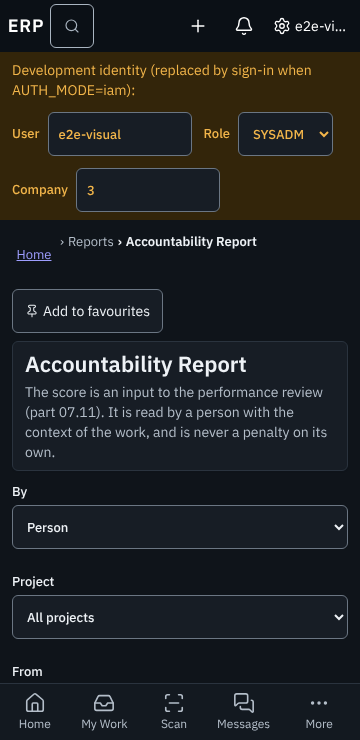 ERP
e2e-vi...
Development identity (replaced by sign-in when
AUTH_MODE=iam):
User e2e-visual Role SYSADM
Company 3
Home › Reports › Accountability Report
Add to favourites
Accountability Report
The score is an input to the performance review
(part 07.11). It is read by a person with the
context of the work, and is never a penalty on its
own.
By
Person
Project
All projects
From
Home My Work Scan Messages More